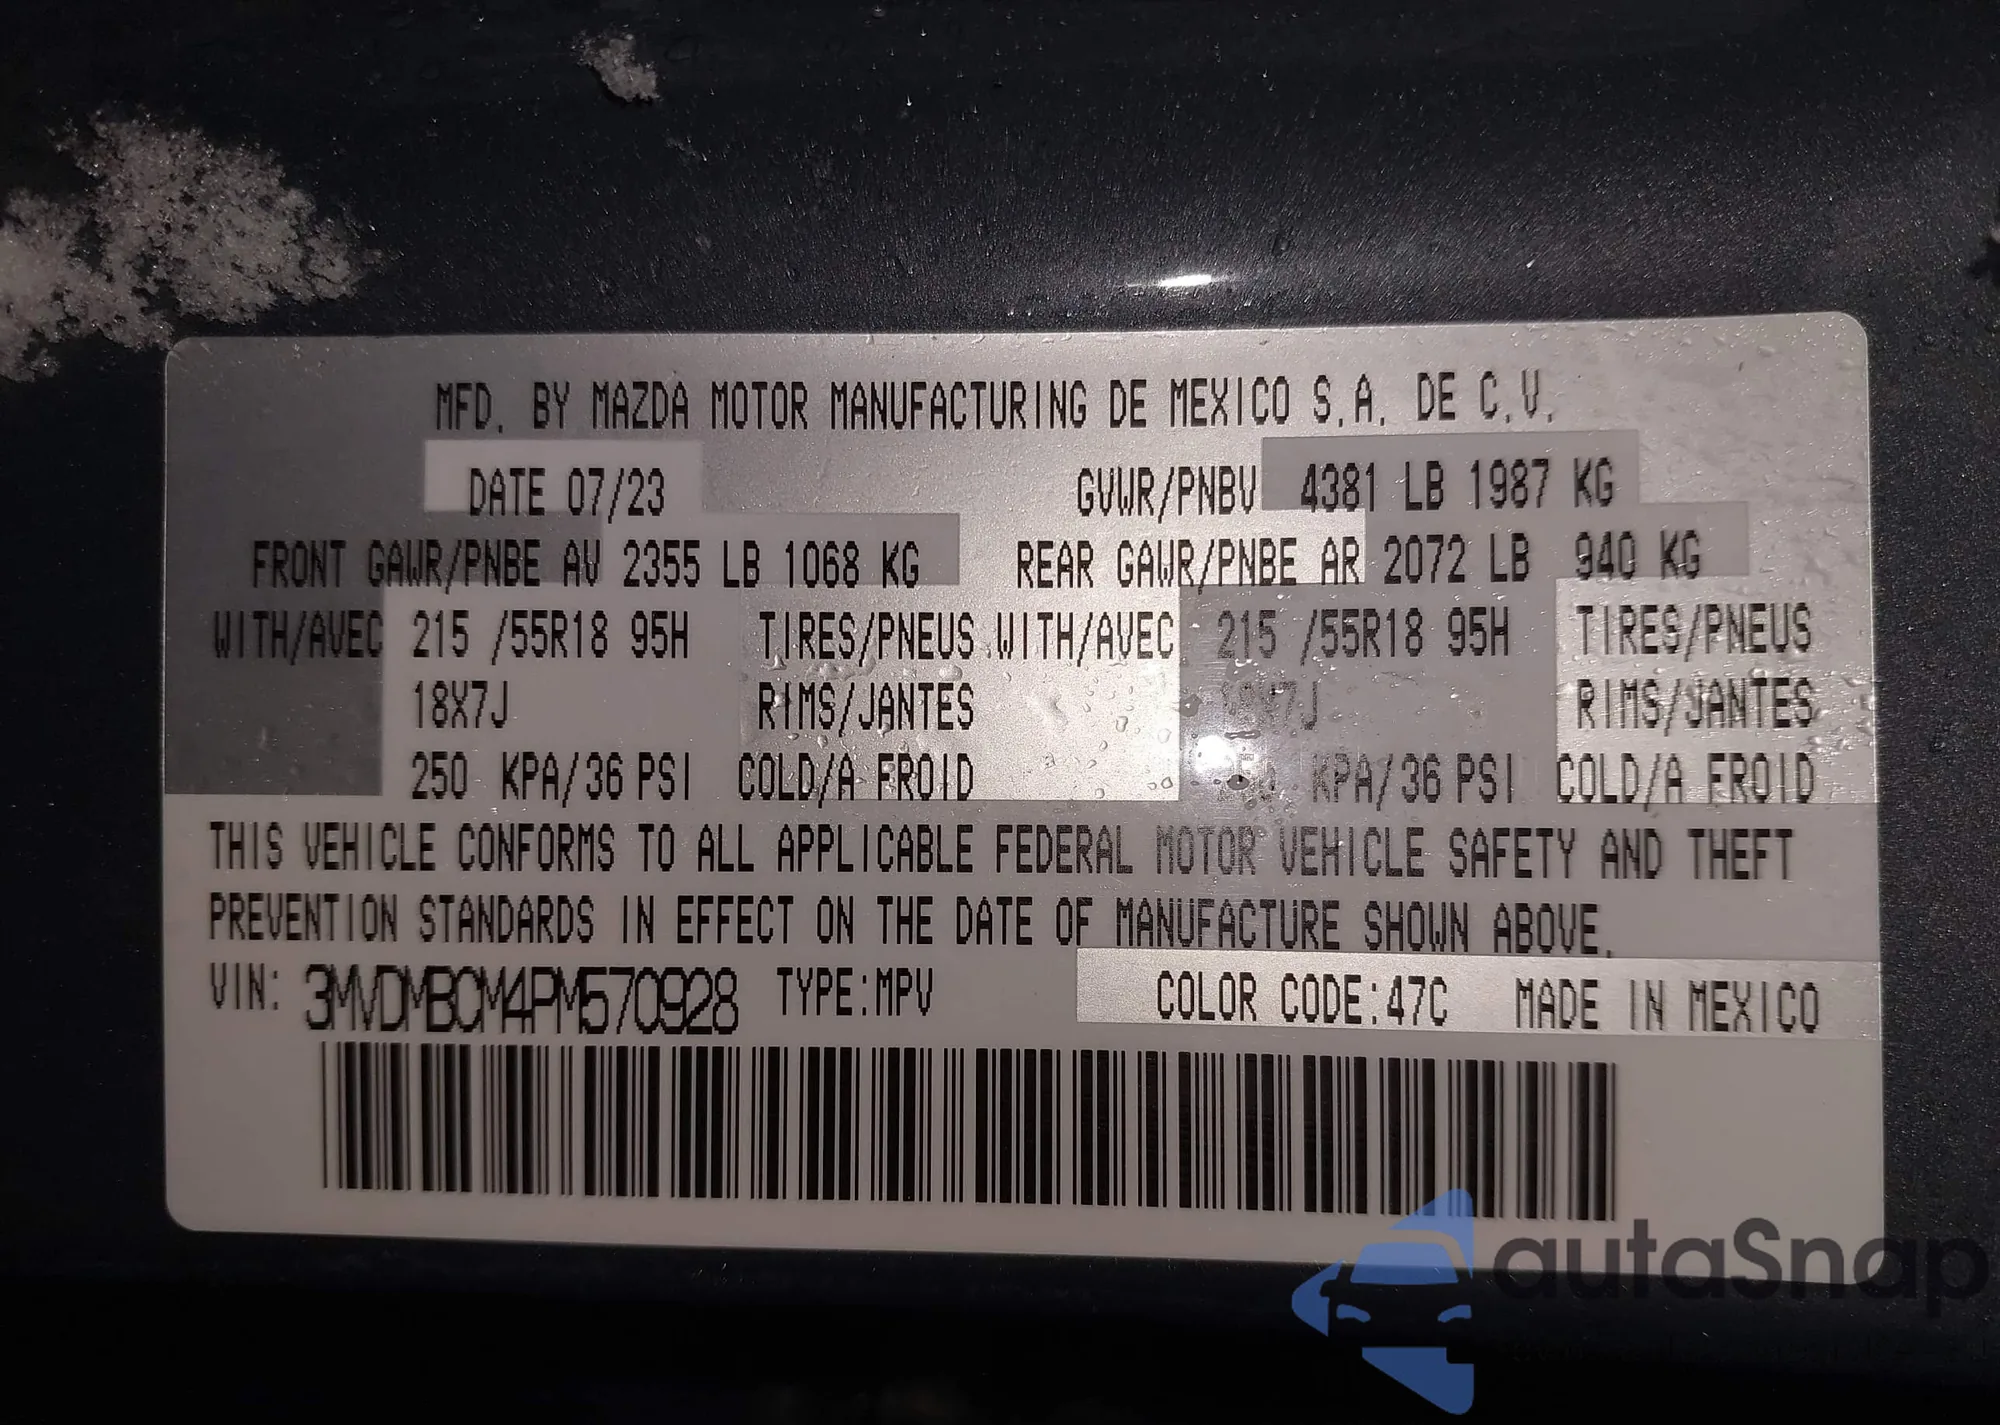 MFD. BY MAZDA MOTOR MANUFACTURING DE MEXICO S.A. DE C.V.
DATE 07/23 GVWR/PNBV 4381 LB 1987 KG
FRONT GAWR/PNBE AV 2355 LB 1068 KG REAR GAWR/PNBE AR 2072 LB 940 KG
WITH/AVEC 215 /55R18 95H TIRES/PNEUS WITH/AVEC 215 /55R18 95H TIRES/PNEUS
18X7J RIMS/JANTES 18X7J RIMS/JANTES
250 KPA/36 PSI COLD/A FROID KPA/36 PSI COLD/A FROID
THIS VEHICLE CONFORMS TO ALL APPLICABLE FEDERAL MOTOR VEHICLE SAFETY AND THEFT
PREVENTION STANDARDS IN EFFECT ON THE DATE OF MANUFACTURE SHOWN ABOVE.
VIN: 3MVDMBCM4PM570928 TYPE:MPV COLOR CODE:47C MADE IN MEXICO
autaSnap